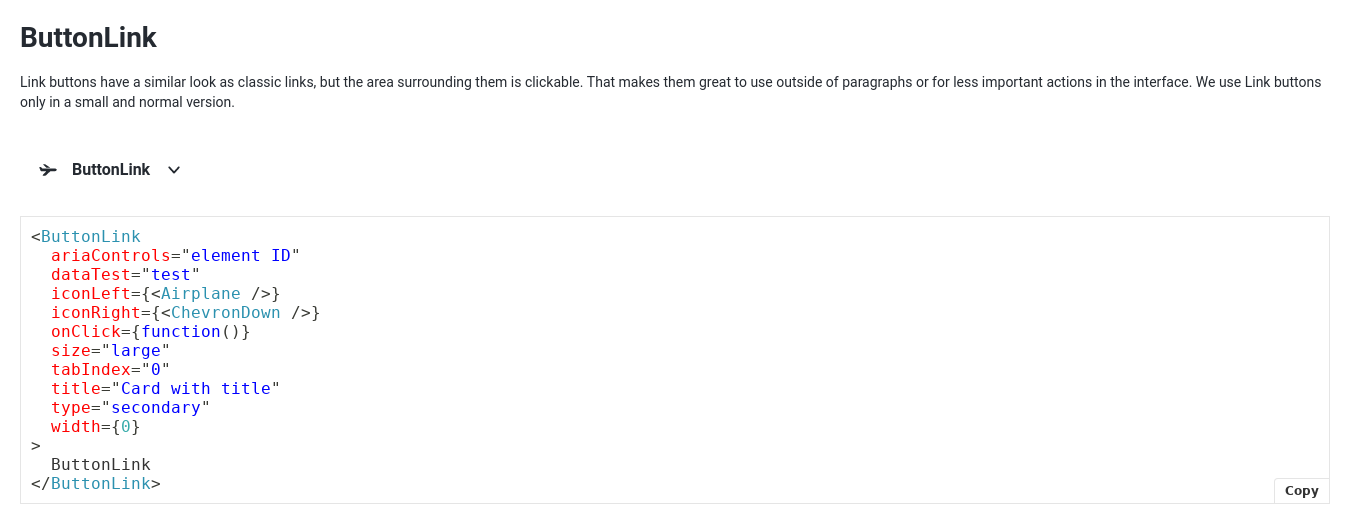 ButtonLink
Link buttons have a similar look as classic links, but the area surrounding them is clickable. That makes them great to use outside of paragraphs or for less important actions in the interface. We use Link buttons
only in a small and normal version.
ButtonLink
<ButtonLink
  ariaControls="element ID"
  dataTest="test"
  iconLeft={<Airplane />}
  iconRight={<ChevronDown />}
  onClick={function()}
  size="large"
  tabIndex="0"
  title="Card with title"
  type="secondary"
  width={0}
>
  ButtonLink
</ButtonLink>
Copy